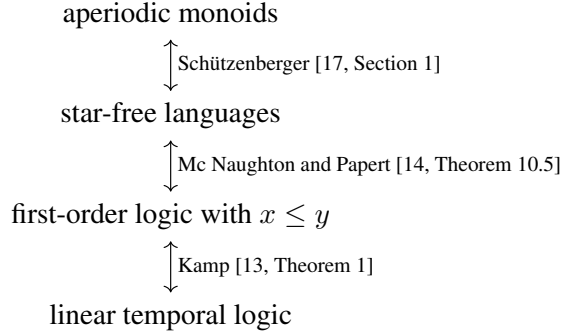 aperiodic monoids
Schützenberger [17, Section 1]
star-free languages
Mc Naughton and Papert [14, Theorem 10.5]
first-order logic with x ≤ y
Kamp [13, Theorem 1]
linear temporal logic